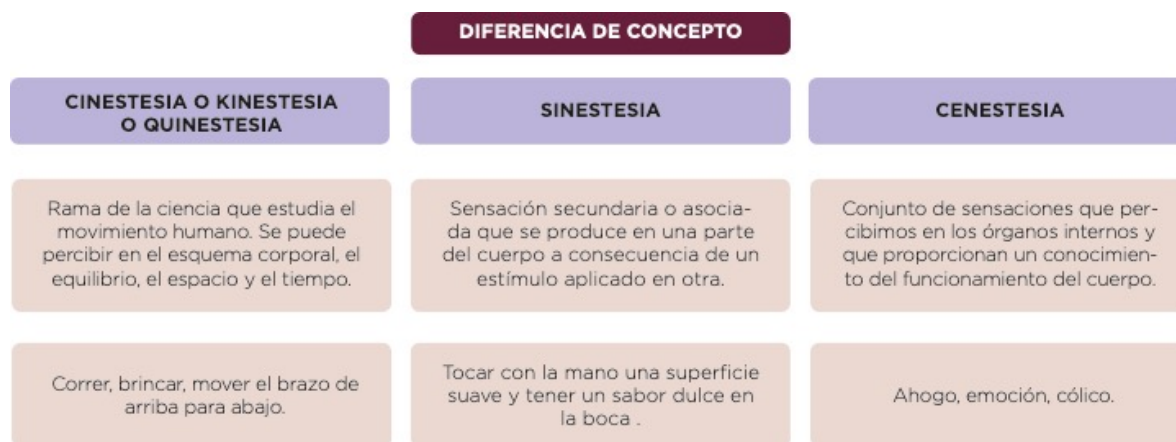 DIFERENCIA DE CONCEPTO
CINESTESIA O KINESTESIA
O QUINESTESIA
SINESTESIA
CENESTESIA
Rama de la ciencia que estudia el
movimiento humano. Se puede
percibir en el esquema corporal, el
equilibrio, el espacio y el tiempo.
Sensación secundaria o asocia-
da que se produce en una parte
del cuerpo a consecuencia de un
estímulo aplicado en otra.
Conjunto de sensaciones que per-
cibimos en los órganos internos y
que proporcionan un conocimien-
to del funcionamiento del cuerpo.
Correr, brincar, mover el brazo de
arriba para abajo.
Tocar con la mano una superficie
suave y tener un sabor dulce en
la boca .
Ahogo, emoción, cólico.